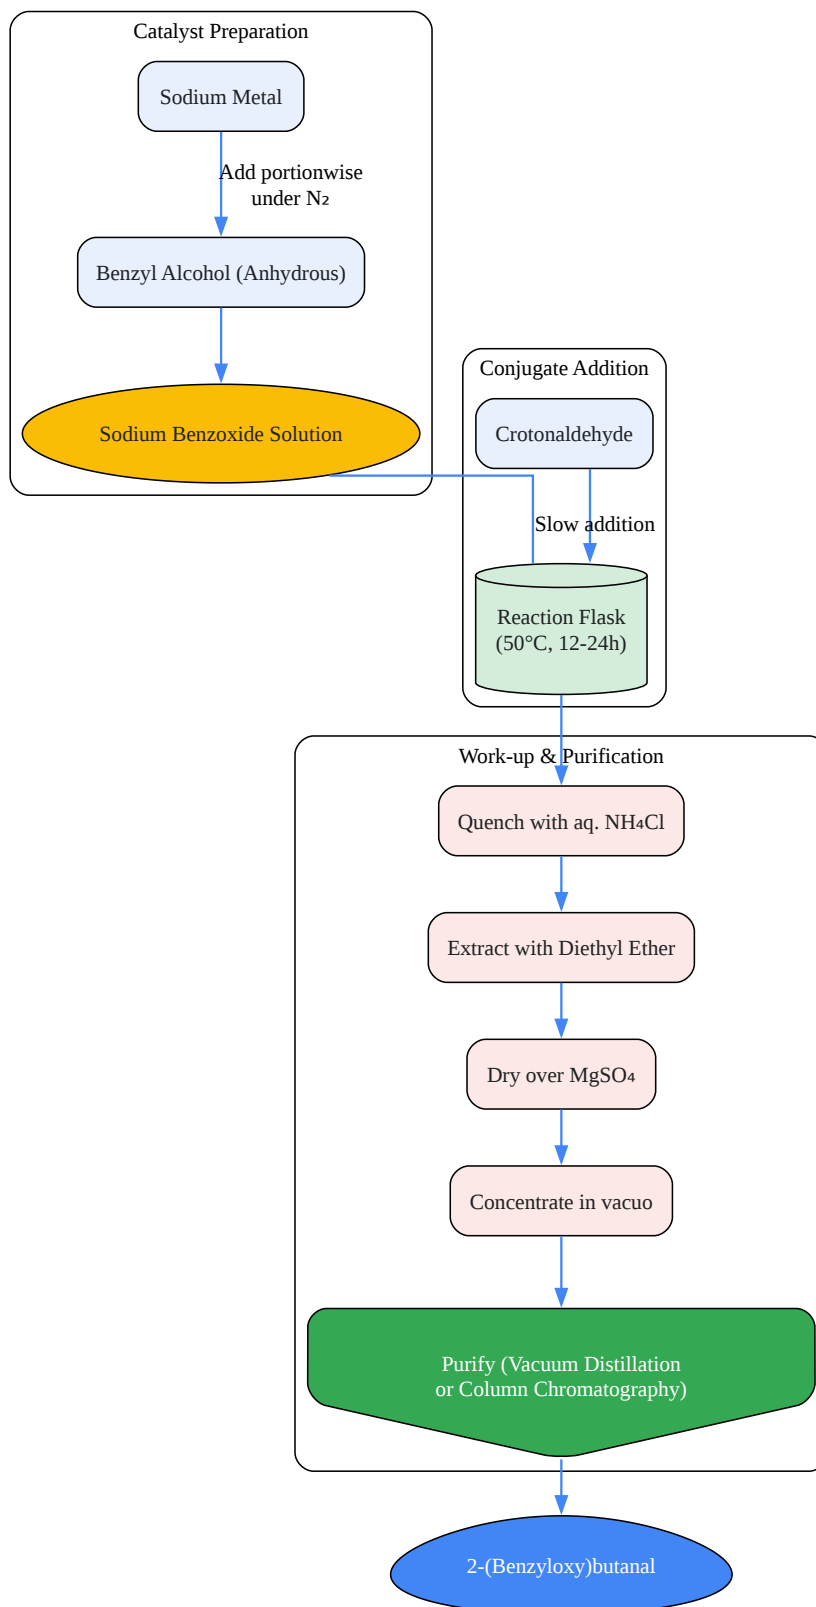 Catalyst Preparation
Sodium Metal
Add portionwise
under N₂
Benzyl Alcohol (Anhydrous)
Sodium Benzoxide Solution
Conjugate Addition
Crotonaldehyde
Slow addition
Reaction Flask
(50°C, 12-24h)
Work-up & Purification
Quench with aq. NH₄Cl
Extract with Diethyl Ether
Dry over MgSO₄
Concentrate in vacuo
Purify (Vacuum Distillation
or Column Chromatography)
2-(Benzyloxy)butanal